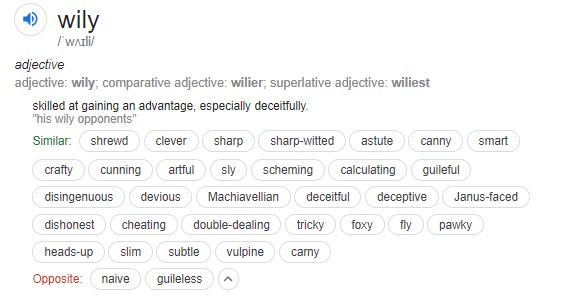 wily
/ˈwʌɪli/
adjective
adjective: wily; comparative adjective: wilier; superlative adjective: wiliest
skilled at gaining an advantage, especially deceitfully.
"his wily opponents"
Similar: shrewd clever sharp sharp-witted astute canny smart
crafty cunning artful sly scheming calculating guileful
disingenuous devious Machiavellian deceitful deceptive Janus-faced
dishonest cheating double-dealing tricky foxy fly pawky
heads-up slim subtle vulpine carny
Opposite: naive guileless